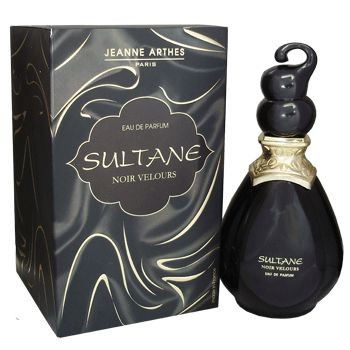 JEANNE ARTHES
PARIS
EAU DE PARFUM
SULTANE
NOIR VELOURS
SULTANE
NOIR VELOURS
EAU DE PARFUM